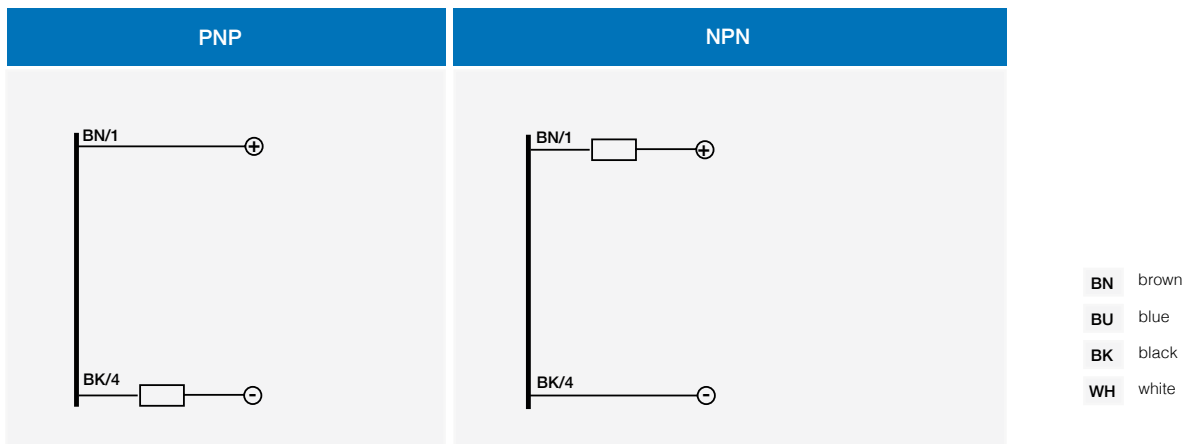 PNP
NPN
BN/1
+
BK/4
-
BN/1
+
BK/4
-
BN brown
BU blue
BK black
WH white